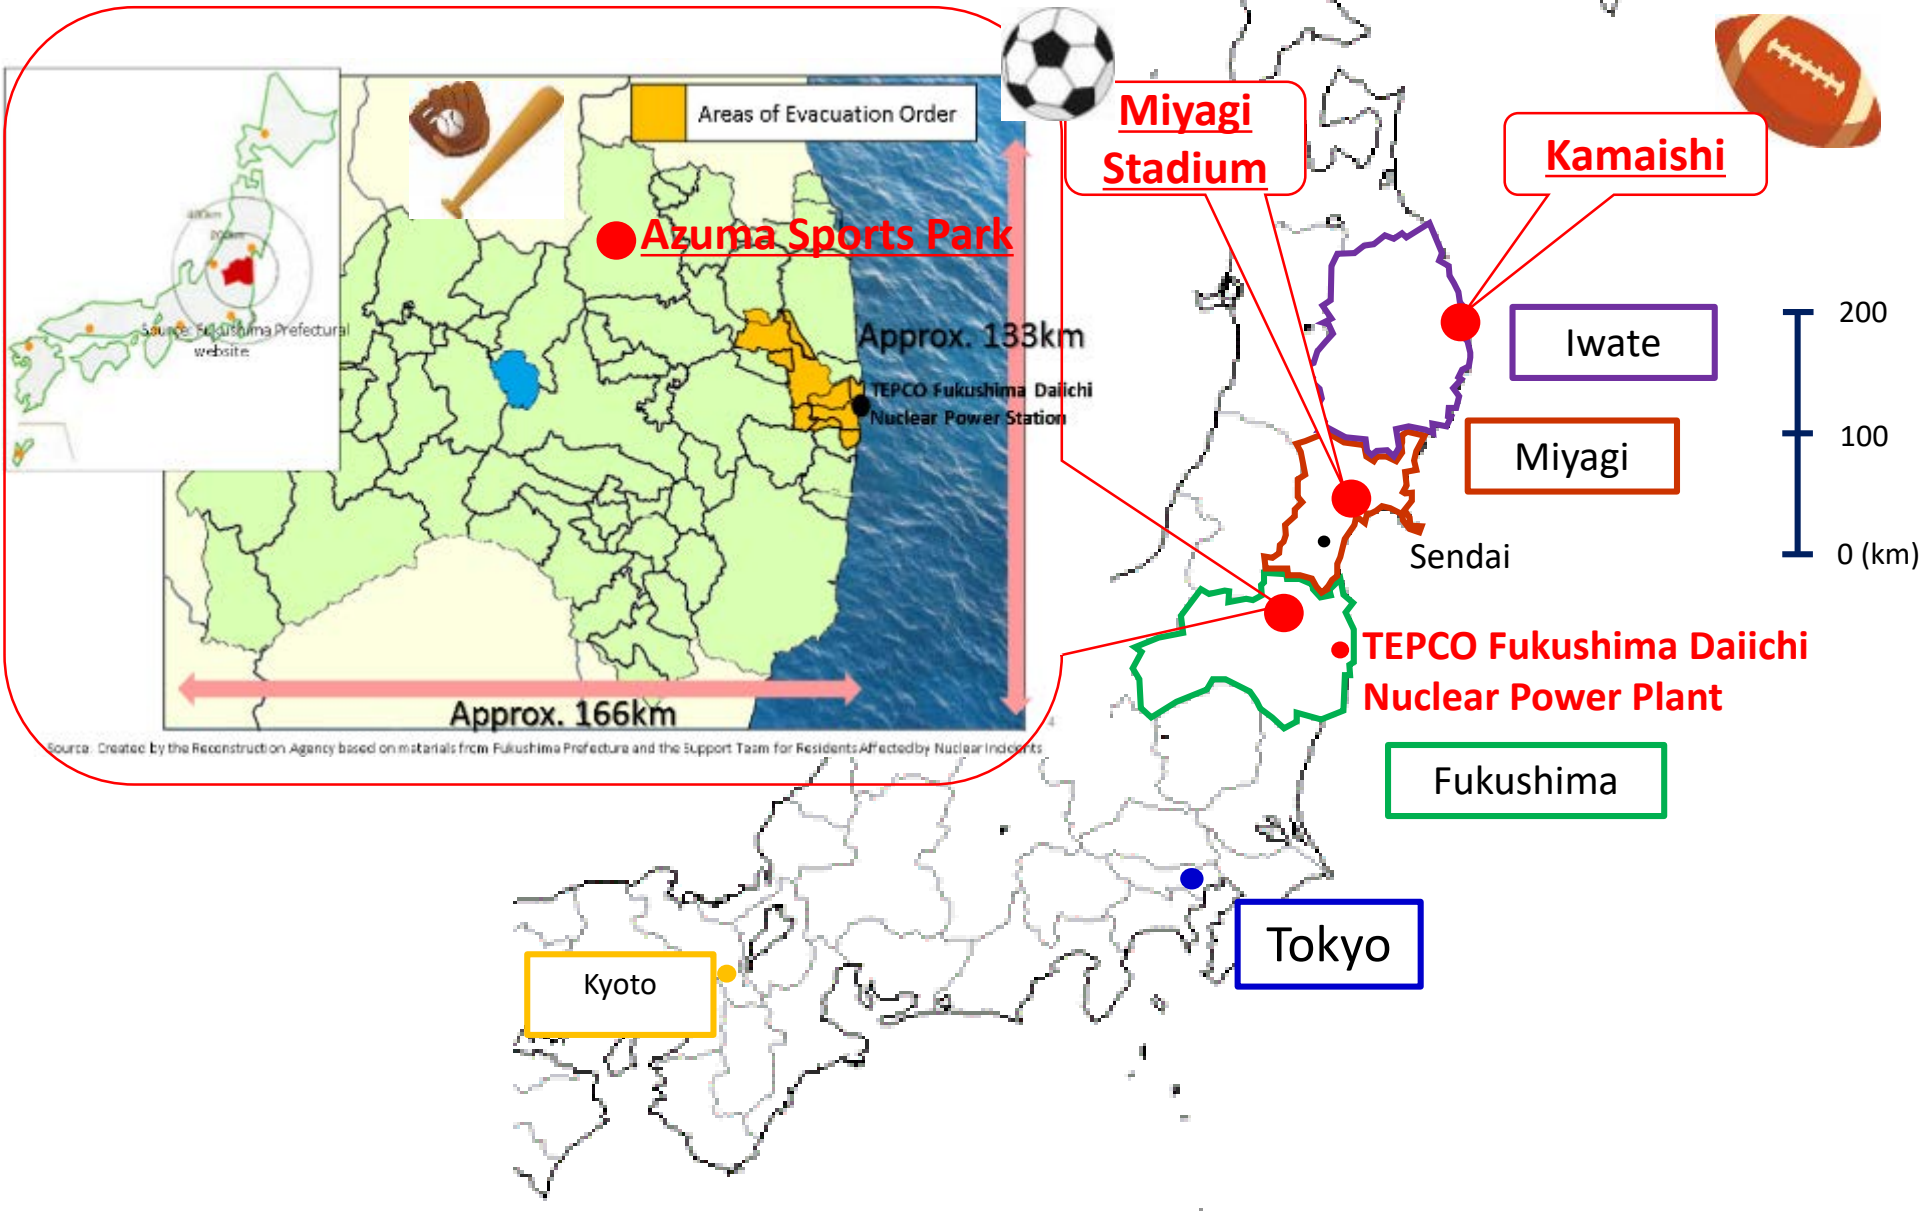 Areas of Evacuation Order
Azuma Sports Park
400km
200km
Source: Fukushima Prefectural
website
Approx. 133km
TEPCO Fukushima Daiichi
Nuclear Power Station
Approx. 166km
4
Source: Created by the Reconstruction Agency based on materials from Fukushima Prefecture and the Support Team for Residents Affected by Nuclear Incidents
Miyagi
Stadium
Kamaishi
Iwate
Miyagi
Sendai
200
100
0 (km)
TEPCO Fukushima Daiichi
Nuclear Power Plant
Fukushima
Tokyo
Kyoto